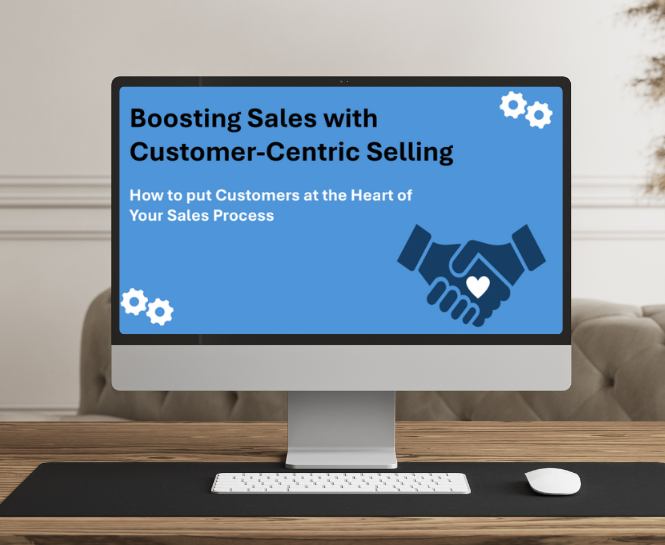 Boosting Sales with
Customer-Centric Selling
How to put Customers at the Heart of
Your Sales Process